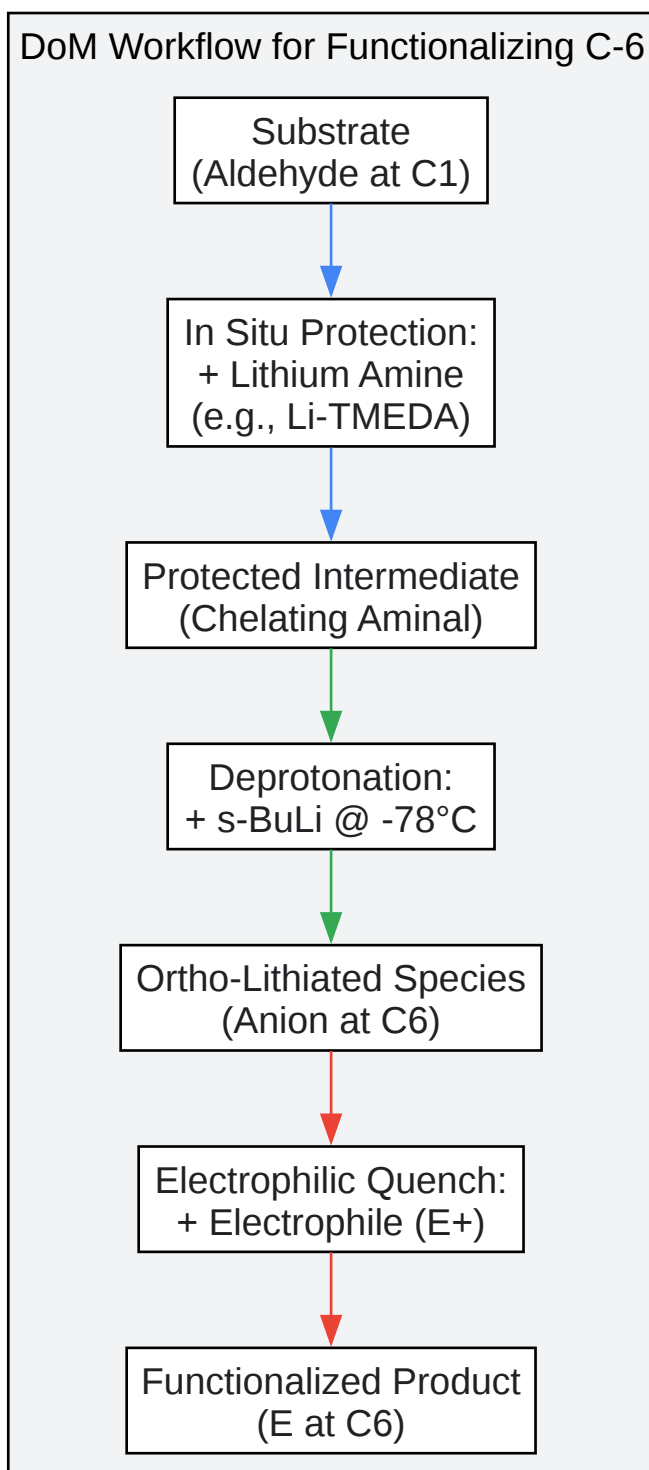 DoM Workflow for Functionalizing C-6
Substrate
(Aldehyde at C1)
In Situ Protection:
+ Lithium Amine
(e.g., Li-TMEDA)
Protected Intermediate
(Chelating Aminal)
Deprotonation:
+ s-BuLi @ -78°C
Ortho-Lithiated Species
(Anion at C6)
Electrophilic Quench:
+ Electrophile (E+)
Functionalized Product
(E at C6)